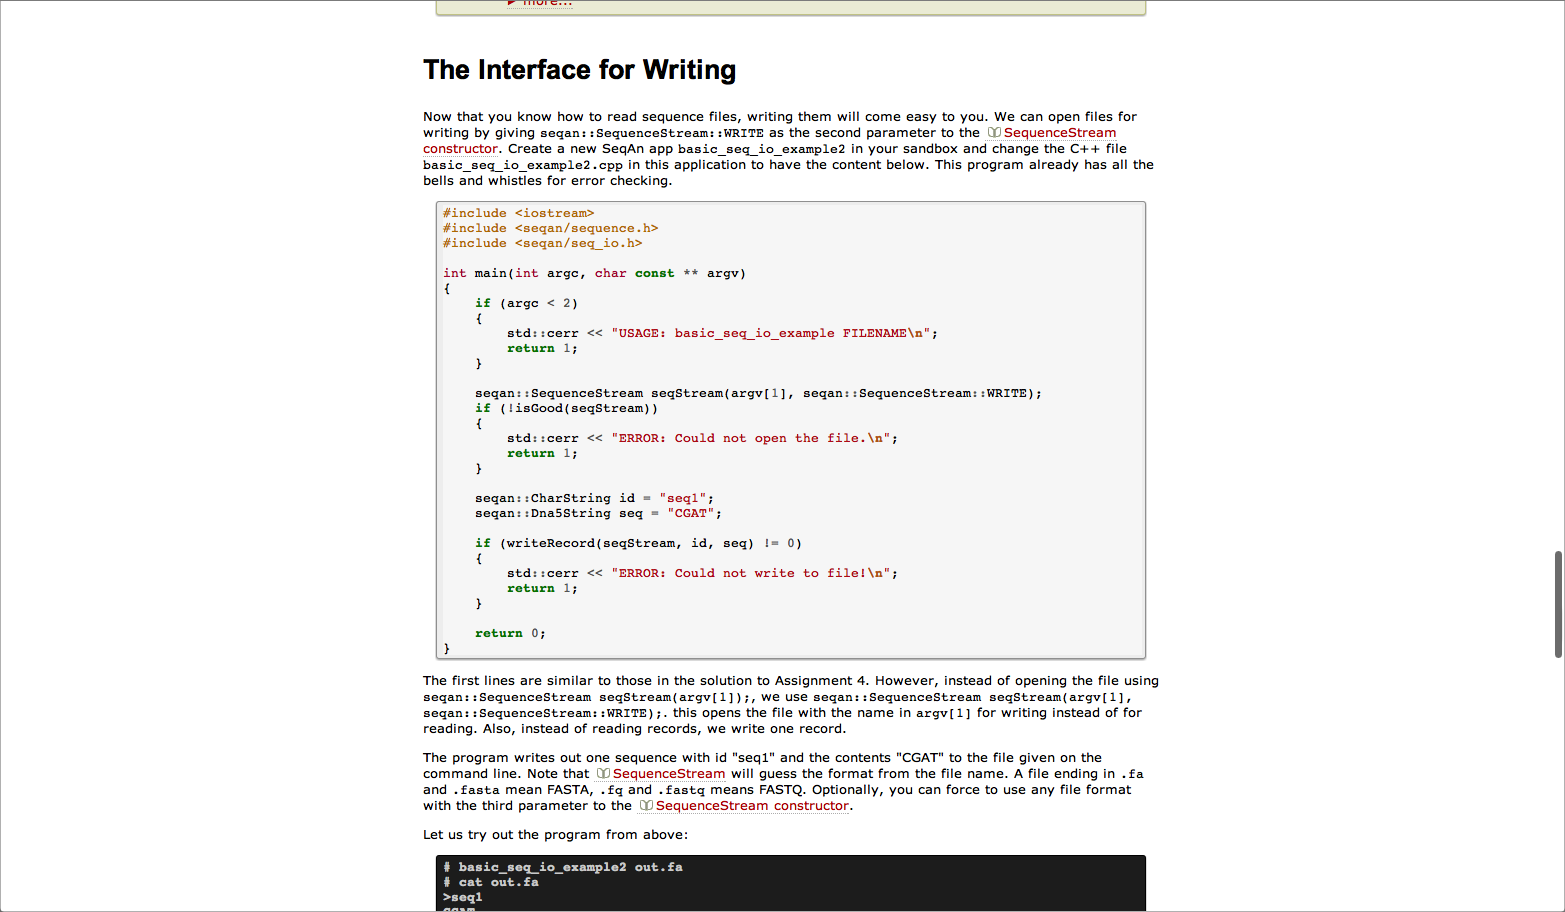 more...
The Interface for Writing
Now that you know how to read sequence files, writing them will come easy to you. We can open files for
writing by giving seqan::SequenceStream::WRITE as the second parameter to the SequenceStream
constructor. Create a new SeqAn app basic_seq_io_example2 in your sandbox and change the C++ file
basic_seq_io_example2.cpp in this application to have the content below. This program already has all the
bells and whistles for error checking.
#include <iostream>
#include <seqan/sequence.h>
#include <seqan/seq_io.h>
int main(int argc, char const ** argv)
{
    if (argc < 2)
    {
        std::cerr << "USAGE: basic_seq_io_example FILENAME\n";
        return 1;
    }
    seqan::SequenceStream seqStream(argv[1], seqan::SequenceStream::WRITE);
    if (!isGood(seqStream))
    {
        std::cerr << "ERROR: Could not open the file.\n";
        return 1;
    }
    seqan::CharString id = "seq1";
    seqan::Dna5String seq = "CGAT";
    if (writeRecord(seqStream, id, seq) != 0)
    {
        std::cerr << "ERROR: Could not write to file!\n";
        return 1;
    }
    return 0;
}
The first lines are similar to those in the solution to Assignment 4. However, instead of opening the file using
seqan::SequenceStream seqStream(argv[1]);, we use seqan::SequenceStream seqStream(argv[1],
seqan::SequenceStream::WRITE);. this opens the file with the name in argv[1] for writing instead of for
reading. Also, instead of reading records, we write one record.
The program writes out one sequence with id "seq1" and the contents "CGAT" to the file given on the
command line. Note that SequenceStream will guess the format from the file name. A file ending in .fa
and .fasta mean FASTA, .fq and .fastq means FASTQ. Optionally, you can force to use any file format
with the third parameter to the SequenceStream constructor.
Let us try out the program from above:
# basic_seq_io_example2 out.fa
# cat out.fa
>seq1